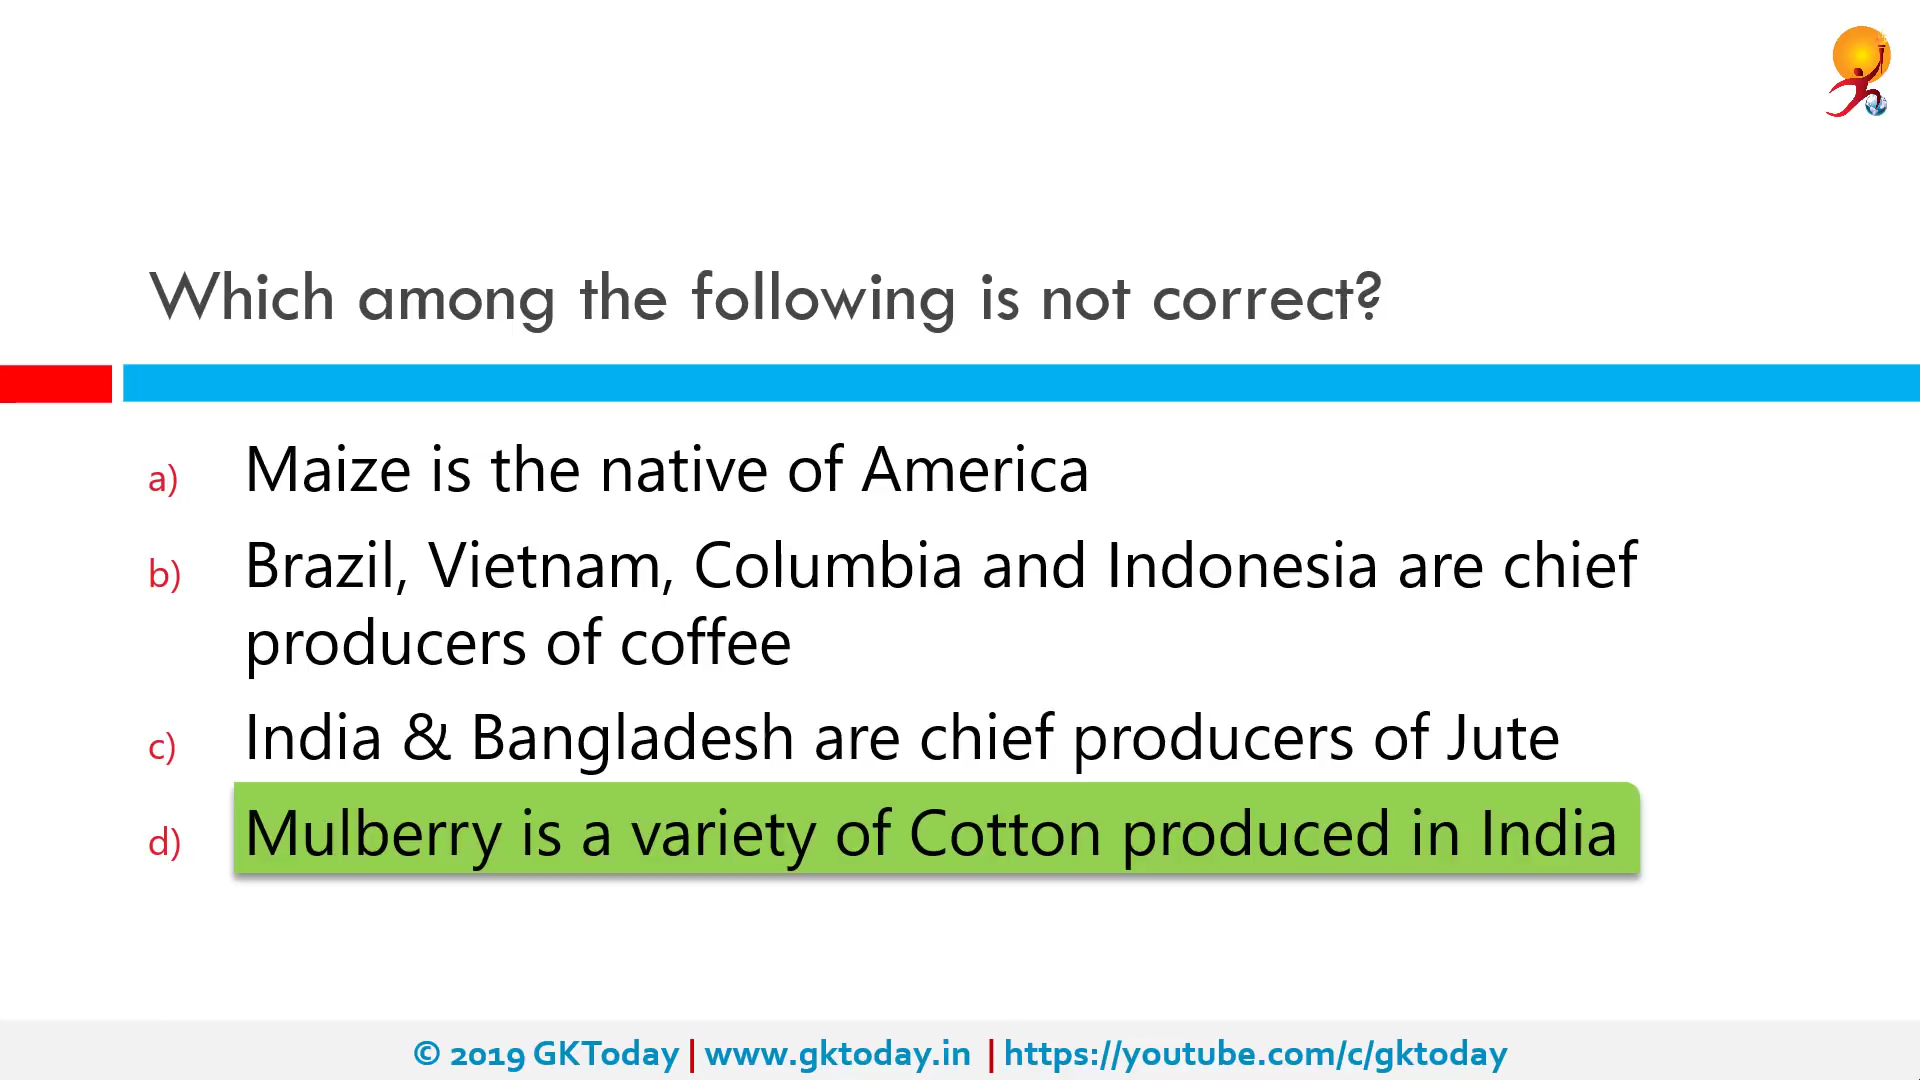 Which among the following is not correct?
a) Maize is the native of America
b) Brazil, Vietnam, Columbia and Indonesia are chief
producers of coffee
c) India & Bangladesh are chief producers of Jute
d) Mulberry is a variety of Cotton produced in India
© 2019 GKToday | www.gktoday.in | https://youtube.com/c/gktoday